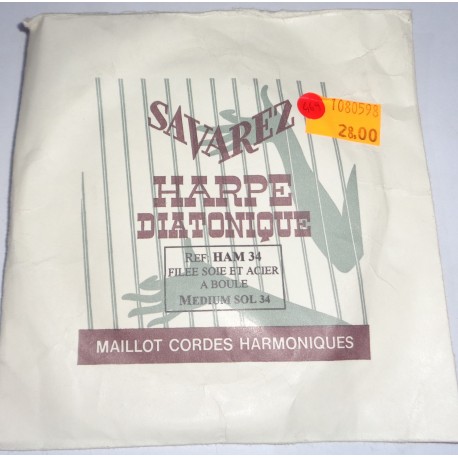 SAVAREZ
1080598
28,00
HARPE
DIATONIQUE
REF HAM 34
FILEE SOIE ET ACIER
A BOULE
MEDIUM SOL 34
MAILLOT CORDES HARMONIQUES